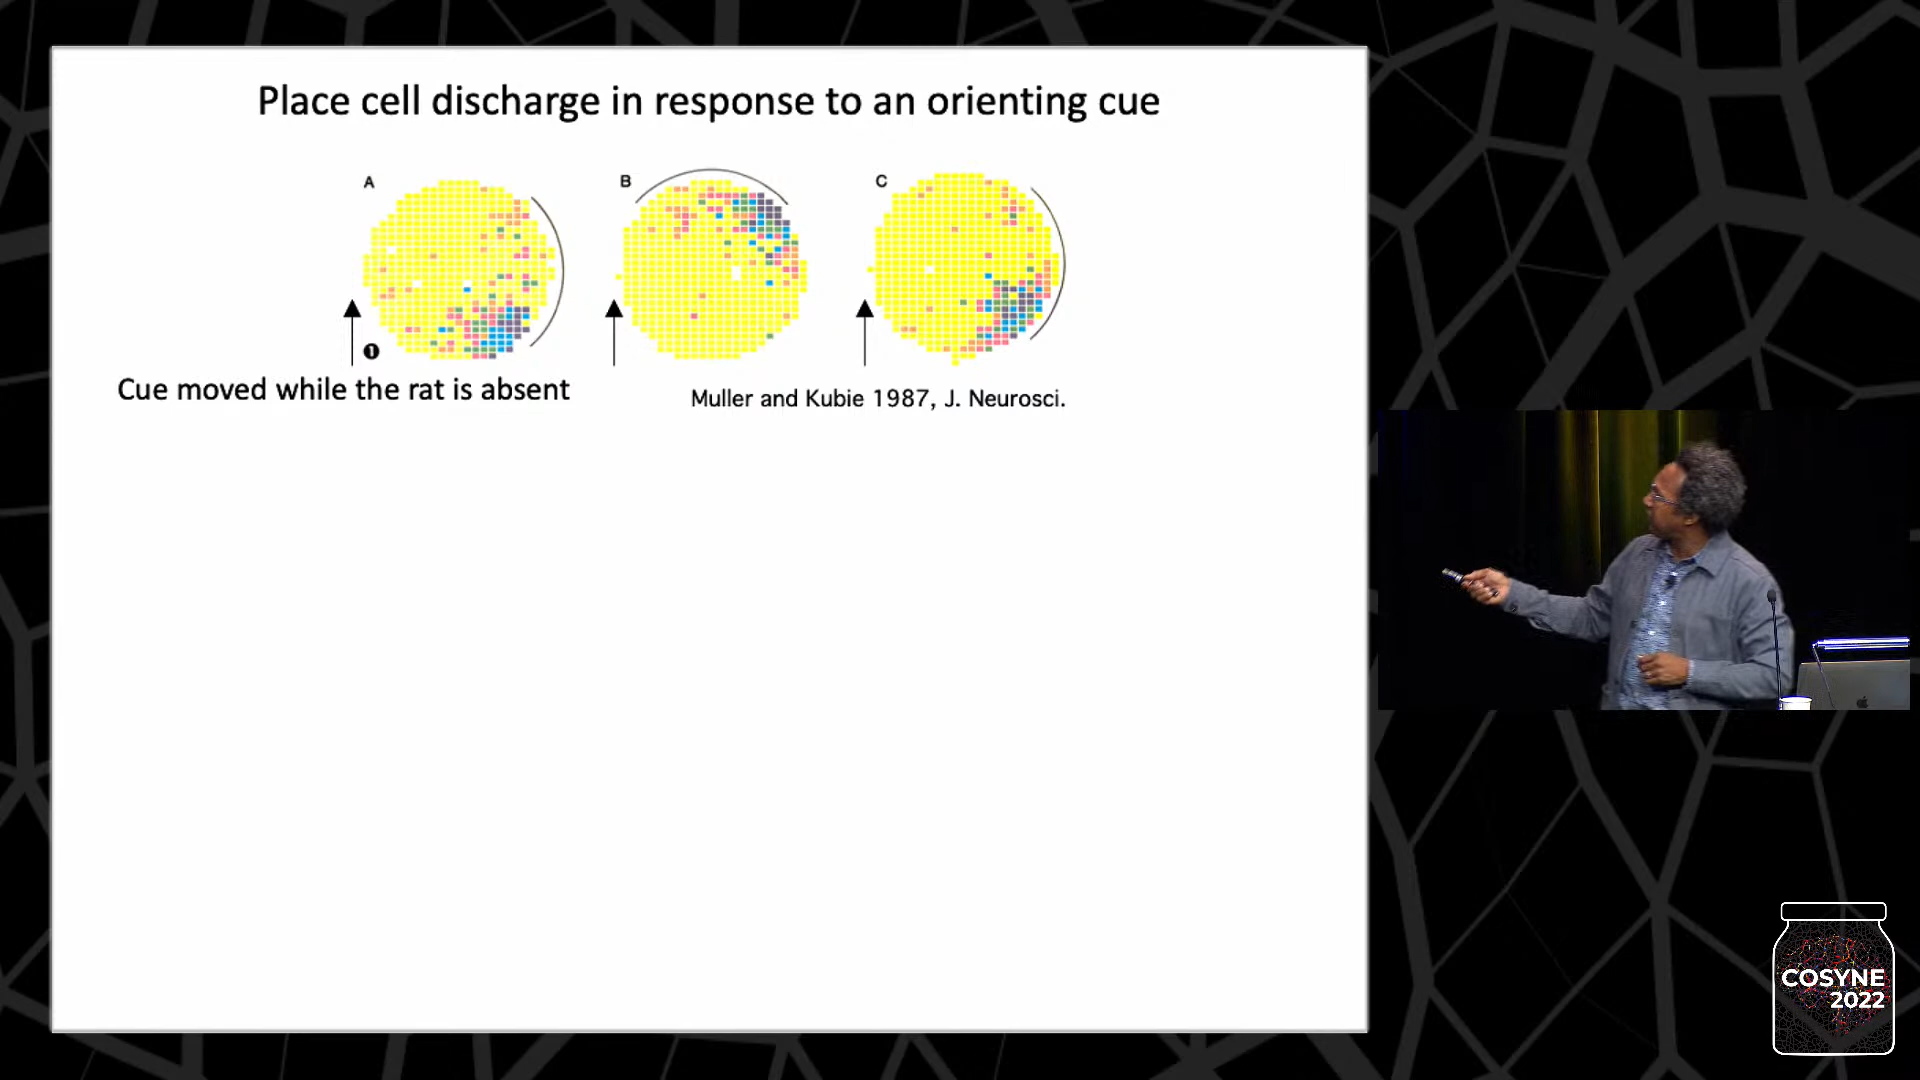 Place cell discharge in response to an orienting cue
A
B
C
❶
Cue moved while the rat is absent
Muller and Kubie 1987, J. Neurosci.
COSYNE
2022